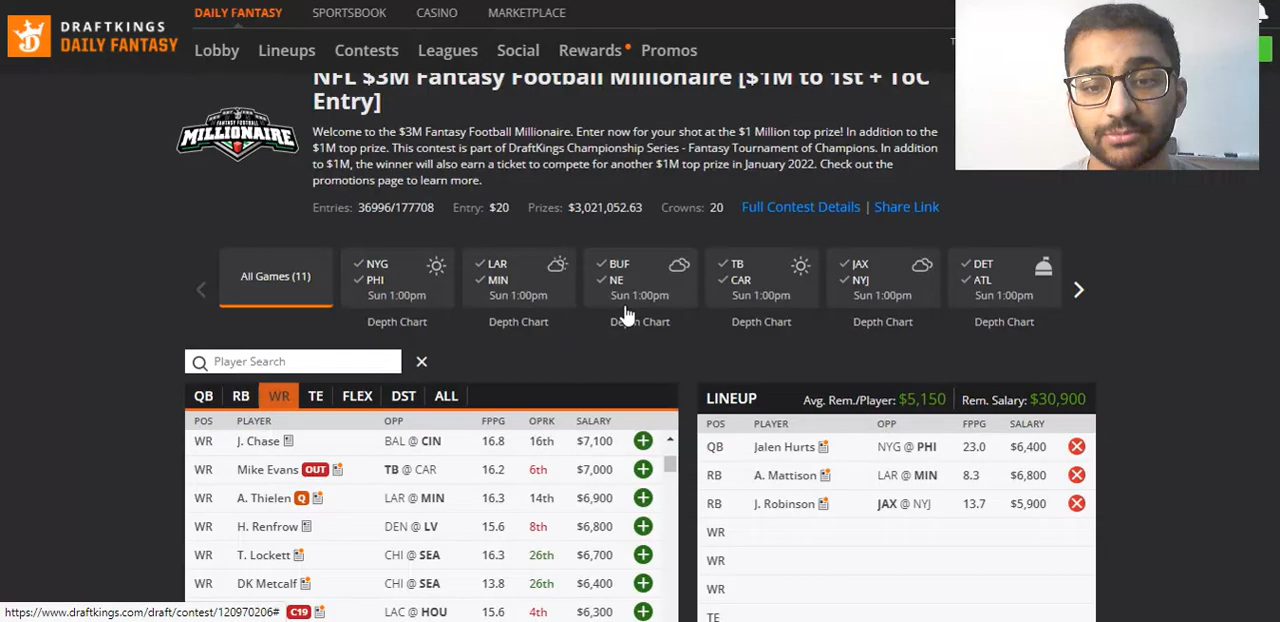 DRAFTKINGS
DAILY FANTASY
DAILY FANTASY SPORTSBOOK CASINO MARKETPLACE
Lobby Lineups Contests Leagues Social Rewards Promos
NFL $3M Fantasy Football Millionaire [$1M to 1st + ToC
Entry]
FANTASY FOOTBALL
MILLIONAIRE
Welcome to the $3M Fantasy Football Millionaire. Enter now for your shot at the $1 Million top prize! In addition to the
$1M top prize. This contest is part of DraftKings Championship Series - Fantasy Tournament of Champions. In addition
to $1M, the winner will also earn a ticket to compete for another $1M top prize in January 2022. Check out the
promotions page to learn more.
Entries: 36996/177708 Entry: $20 Prizes: $3,021,052.63 Crowns: 20 Full Contest Details | Share Link
All Games (11)
NYG
PHI
Sun 1:00pm
Depth Chart
LAR
MIN
Sun 1:00pm
Depth Chart
BUF
NE
Sun 1:00pm
Depth Chart
TB
CAR
Sun 1:00pm
Depth Chart
JAX
NYJ
Sun 1:00pm
Depth Chart
DET
ATL
Sun 1:00pm
Depth Chart
Player Search
QB RB WR TE FLEX DST ALL
POS PLAYER OPP FPPG OPRK SALARY
WR J. Chase BAL @ CIN 16.8 16th $7,100
WR Mike Evans OUT TB @ CAR 16.2 6th $7,000
WR A. Thielen Q LAR @ MIN 16.3 14th $6,900
WR H. Renfrow DEN @ LV 15.6 8th $6,800
WR T. Lockett CHI @ SEA 16.3 26th $6,700
WR DK Metcalf CHI @ SEA 13.8 26th $6,400
C19 LAC @ HOU 15.6 4th $6,300
https://www.draftkings.com/draft/contest/120970206#
LINEUP Avg. Rem./Player: $5,150 Rem. Salary: $30,900
POS PLAYER OPP FPPG SALARY
QB Jalen Hurts NYG @ PHI 23.0 $6,400
RB A. Mattison LAR @ MIN 8.3 $6,800
RB J. Robinson JAX @ NYJ 13.7 $5,900
WR
WR
WR
TE